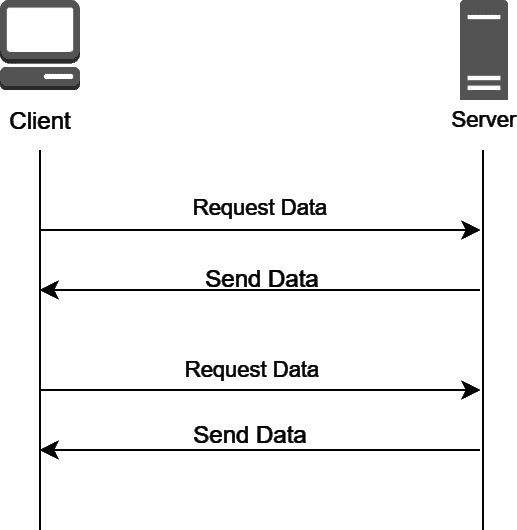 Client
Server
Request Data
Send Data
Request Data
Send Data